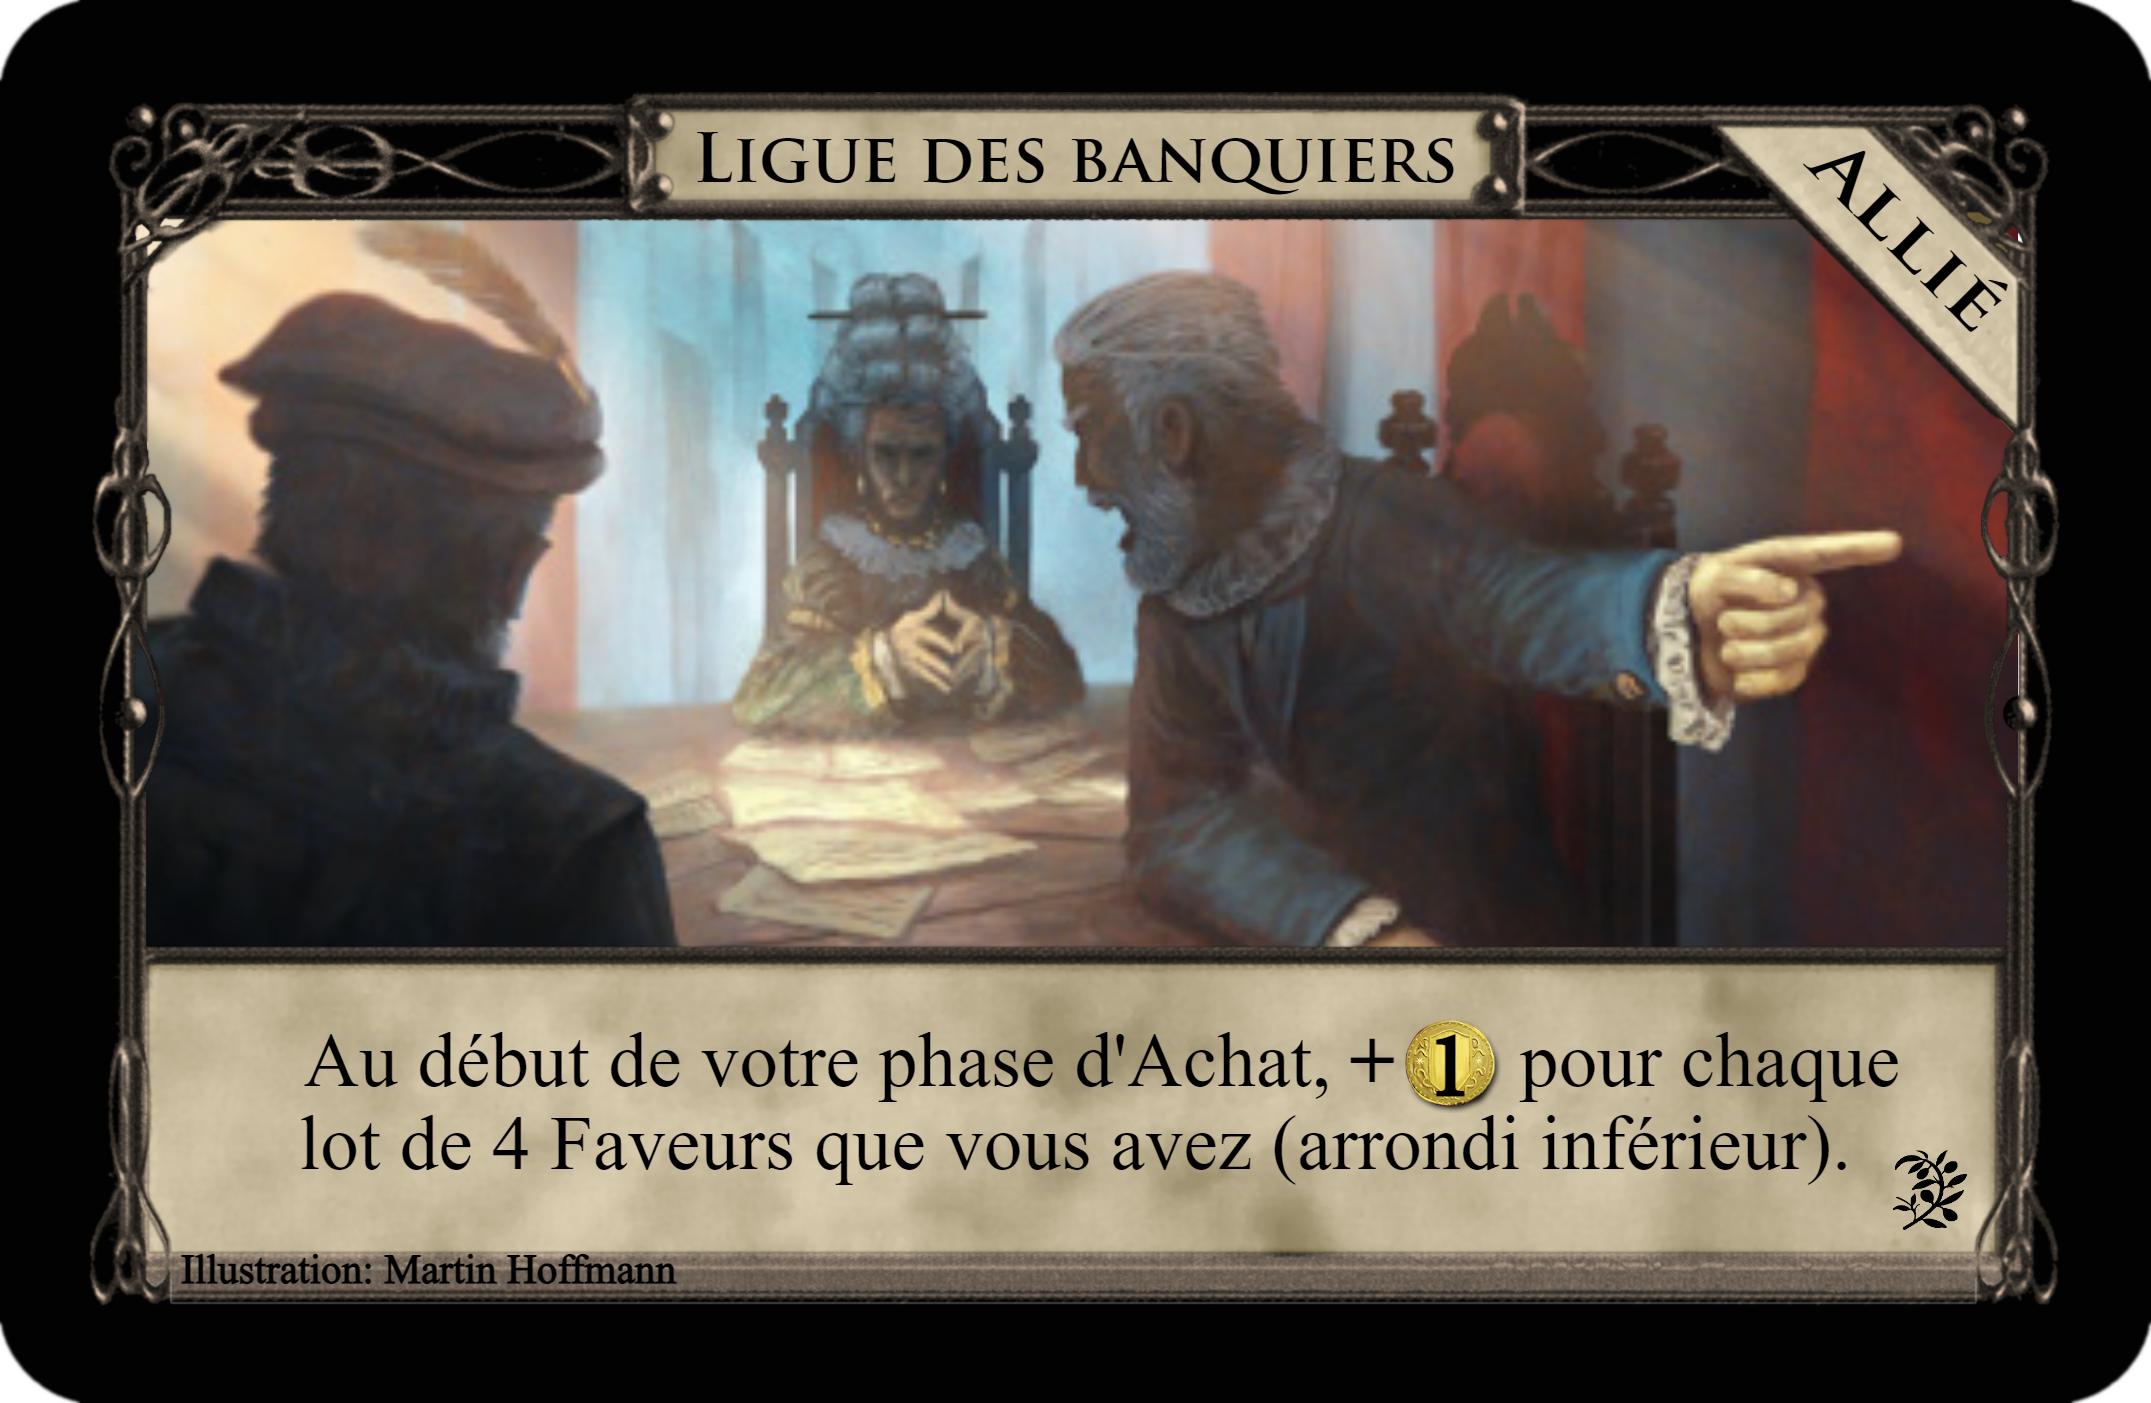 LIGUE DES BANQUIERS
ALLIÉ
Au début de votre phase d'Achat, +1 pour chaque
lot de 4 Faveurs que vous avez (arrondi inférieur).
Illustration: Martin Hoffmann